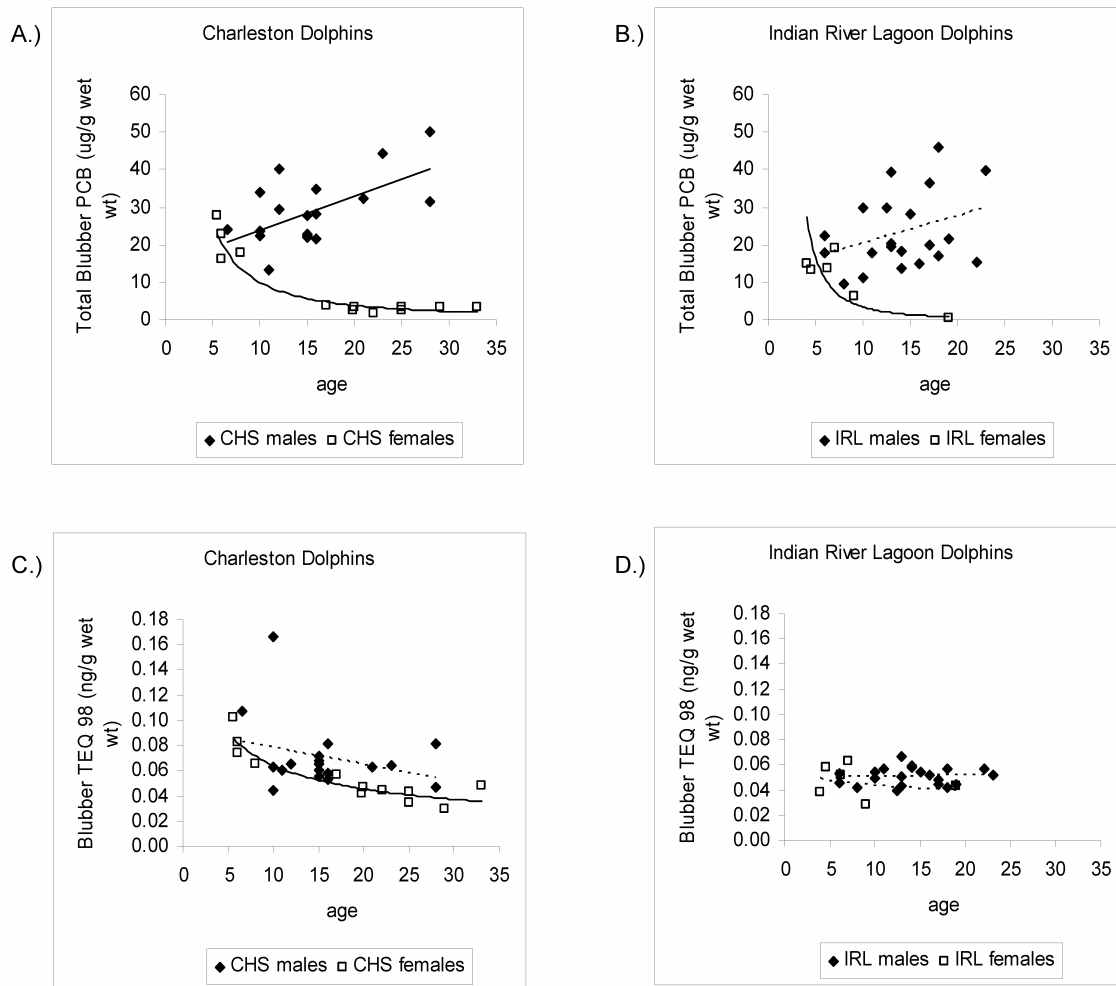 A.)
Charleston Dolphins
Total Blubber PCB (ug/g wet
wt)
60
50
40
30
20
10
0
0 5 10 15 20 25 30 35
age
CHS males CHS females
B.)
Indian River Lagoon Dolphins
Total Blubber PCB (ug/g wet
wt)
60
50
40
30
20
10
0
0 5 10 15 20 25 30 35
age
IRL males IRL females
C.)
Charleston Dolphins
Blubber TEQ 98 (ng/g wet
wt)
0.18
0.16
0.14
0.12
0.10
0.08
0.06
0.04
0.02
0.00
0 5 10 15 20 25 30 35
age
CHS males CHS females
D.)
Indian River Lagoon Dolphins
Blubber TEQ 98 (ng/g wet
wt)
0.18
0.16
0.14
0.12
0.10
0.08
0.06
0.04
0.02
0.00
0 5 10 15 20 25 30 35
age
IRL males IRL females